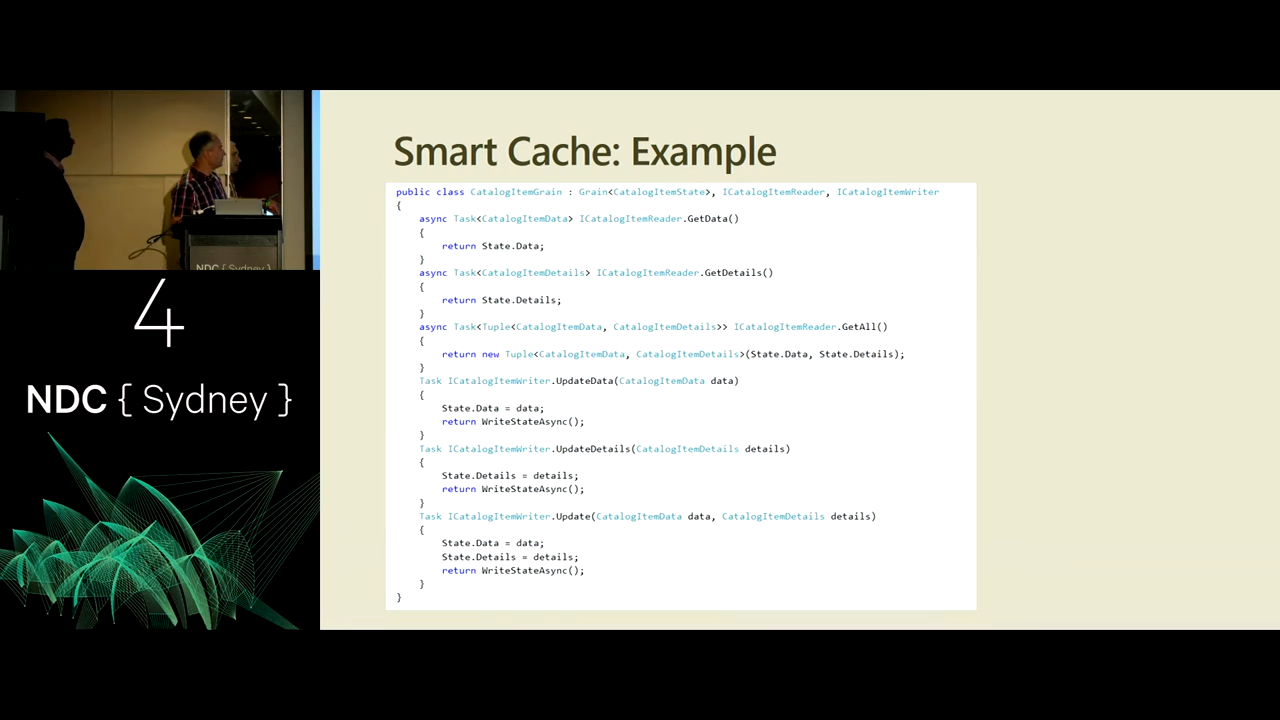 Smart Cache: Example
public class CatalogItemGrain : Grain<CatalogItemState>, ICatalogItemReader, ICatalogItemWriter
{
async Task<CatalogItemData> ICatalogItemReader.GetData()
{
return State.Data;
}
async Task<CatalogItemDetails> ICatalogItemReader.GetDetails()
{
return State.Details;
}
async Task<Tuple<CatalogItemData, CatalogItemDetails>> ICatalogItemReader.GetAll()
{
return new Tuple<CatalogItemData, CatalogItemDetails>(State.Data, State.Details);
}
Task ICatalogItemWriter.UpdateData(CatalogItemData data)
{
State.Data = data;
return WriteStateAsync();
}
Task ICatalogItemWriter.UpdateDetails(CatalogItemDetails details)
{
State.Details = details;
return WriteStateAsync();
}
Task ICatalogItemWriter.Update(CatalogItemData data, CatalogItemDetails details)
{
State.Data = data;
State.Details = details;
return WriteStateAsync();
}
}
NDC { Sydney }
4
NDC { Sydney }